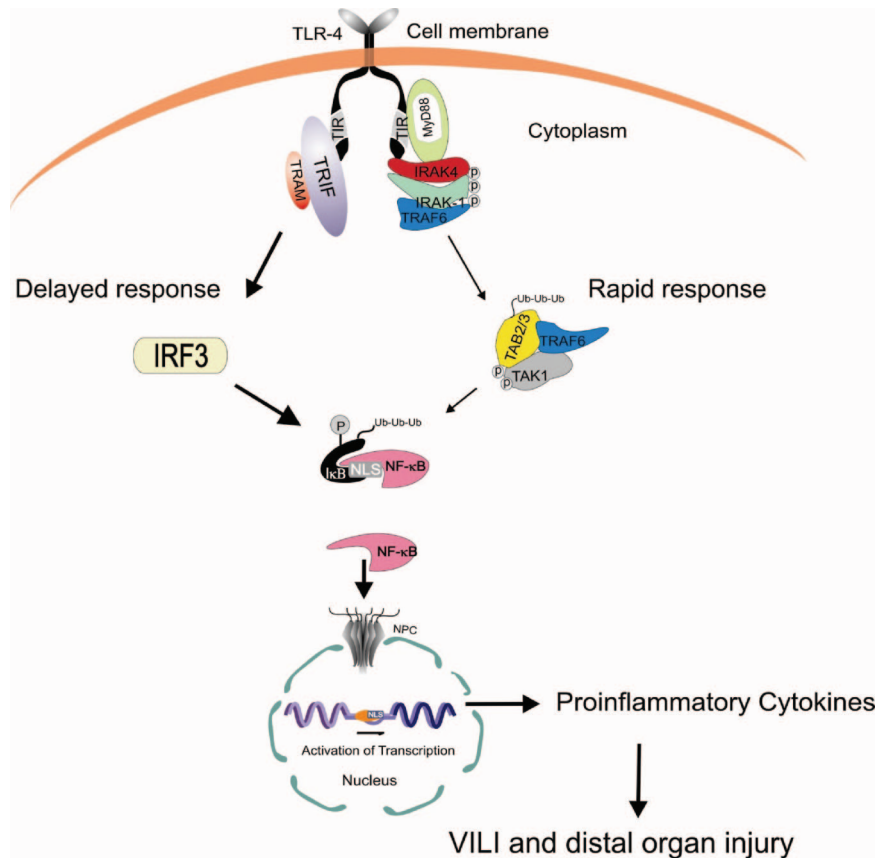 TLR-4
Cell membrane
TIR
TIR
MyD88
Cytoplasm
TRAM
TRIF
IRAK4
P
P
IRAK-1
P
TRAF6
Delayed response
Rapid response
Ub-Ub-Ub
TAB2/3
TRAF6
IRF3
P
P
TAK1
P
Ub-Ub-Ub
IκB
NLS
NF-κB
NF-κB
NPC
NLS
Proinflammatory Cytokines
Activation of Transcription
Nucleus
VILI and distal organ injury